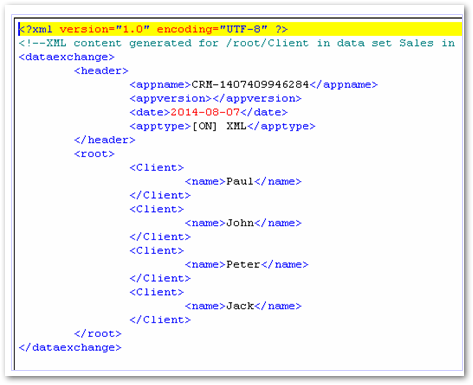 <?xml version="1.0" encoding="UTF-8" ?>
<!--XML content generated for /root/Client in data set Sales in
<dataexchange>
<header>
<appname>CRM-1407409946284</appname>
<appversion></appversion>
<date>2014-08-07</date>
<apptype>[ON] XML</apptype>
</header>
<root>
<Client>
<name>Paul</name>
</Client>
<Client>
<name>John</name>
</Client>
<Client>
<name>Peter</name>
</Client>
<Client>
<name>Jack</name>
</Client>
</root>
</dataexchange>